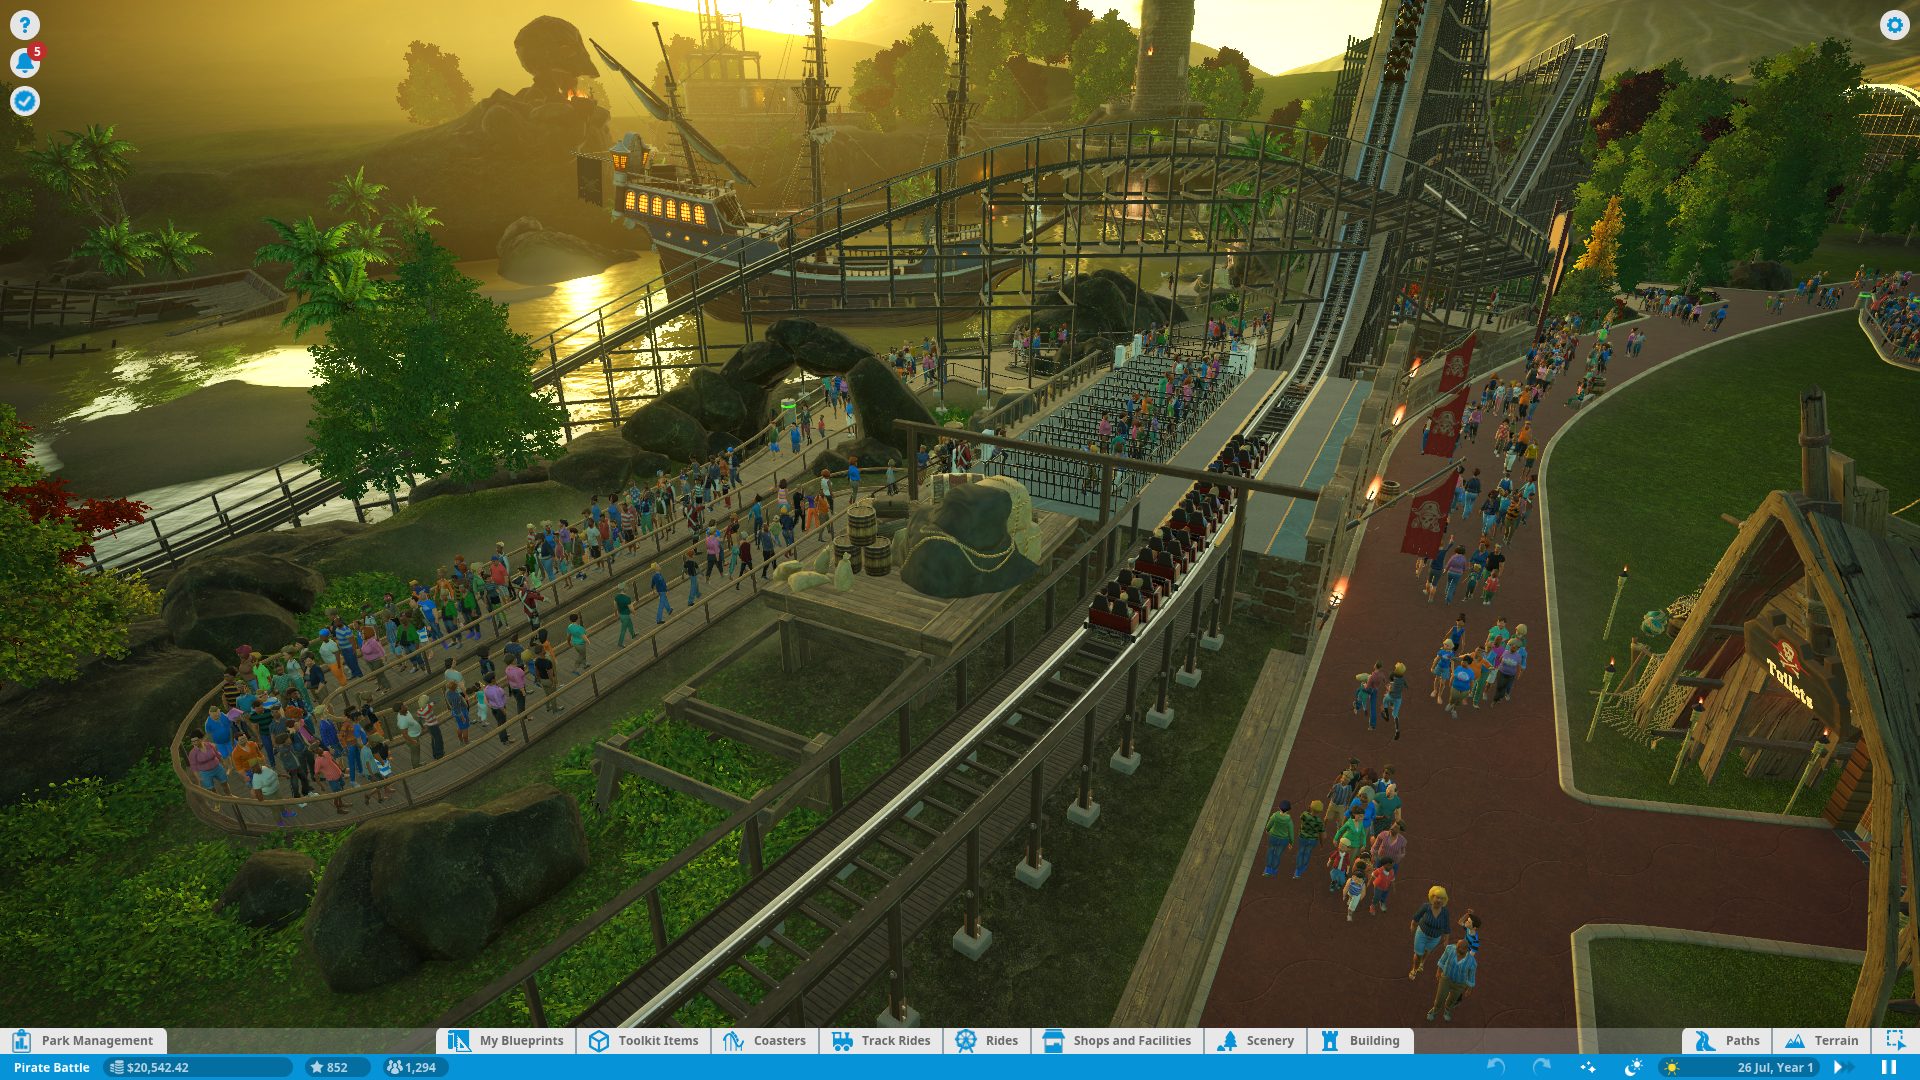 ?
5
Toilets
Park Management
My Blueprints
Toolkit Items
Coasters
Track Rides
Rides
Shops and Facilities
Scenery
Building
Paths
Terrain
Pirate Battle
$20,542.42
852
1,294
26 Jul, Year 1